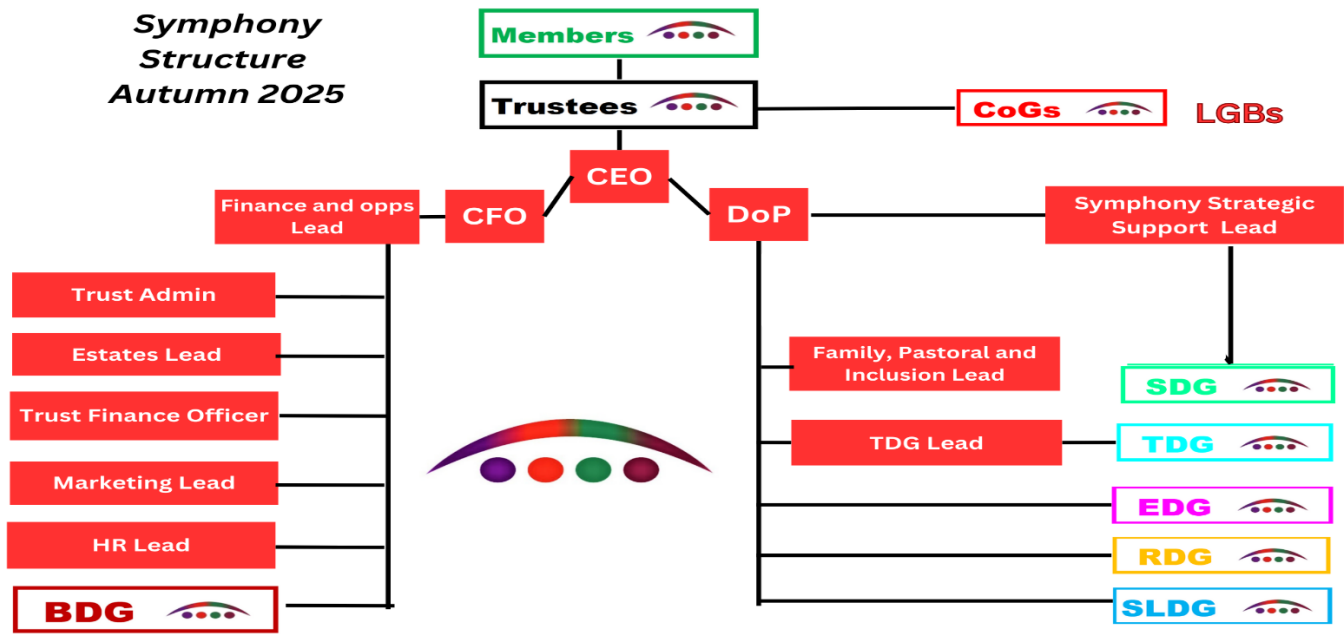 Symphony
Structure
Autumn 2025
Members
Trustees
CoGs
LGBs
CEO
Finance and opps
Lead
CFO
DoP
Symphony Strategic
Support Lead
Trust Admin
Estates Lead
Trust Finance Officer
Marketing Lead
HR Lead
BDG
Family, Pastoral and
Inclusion Lead
TDG Lead
SDG
TDG
EDG
RDG
SLDG